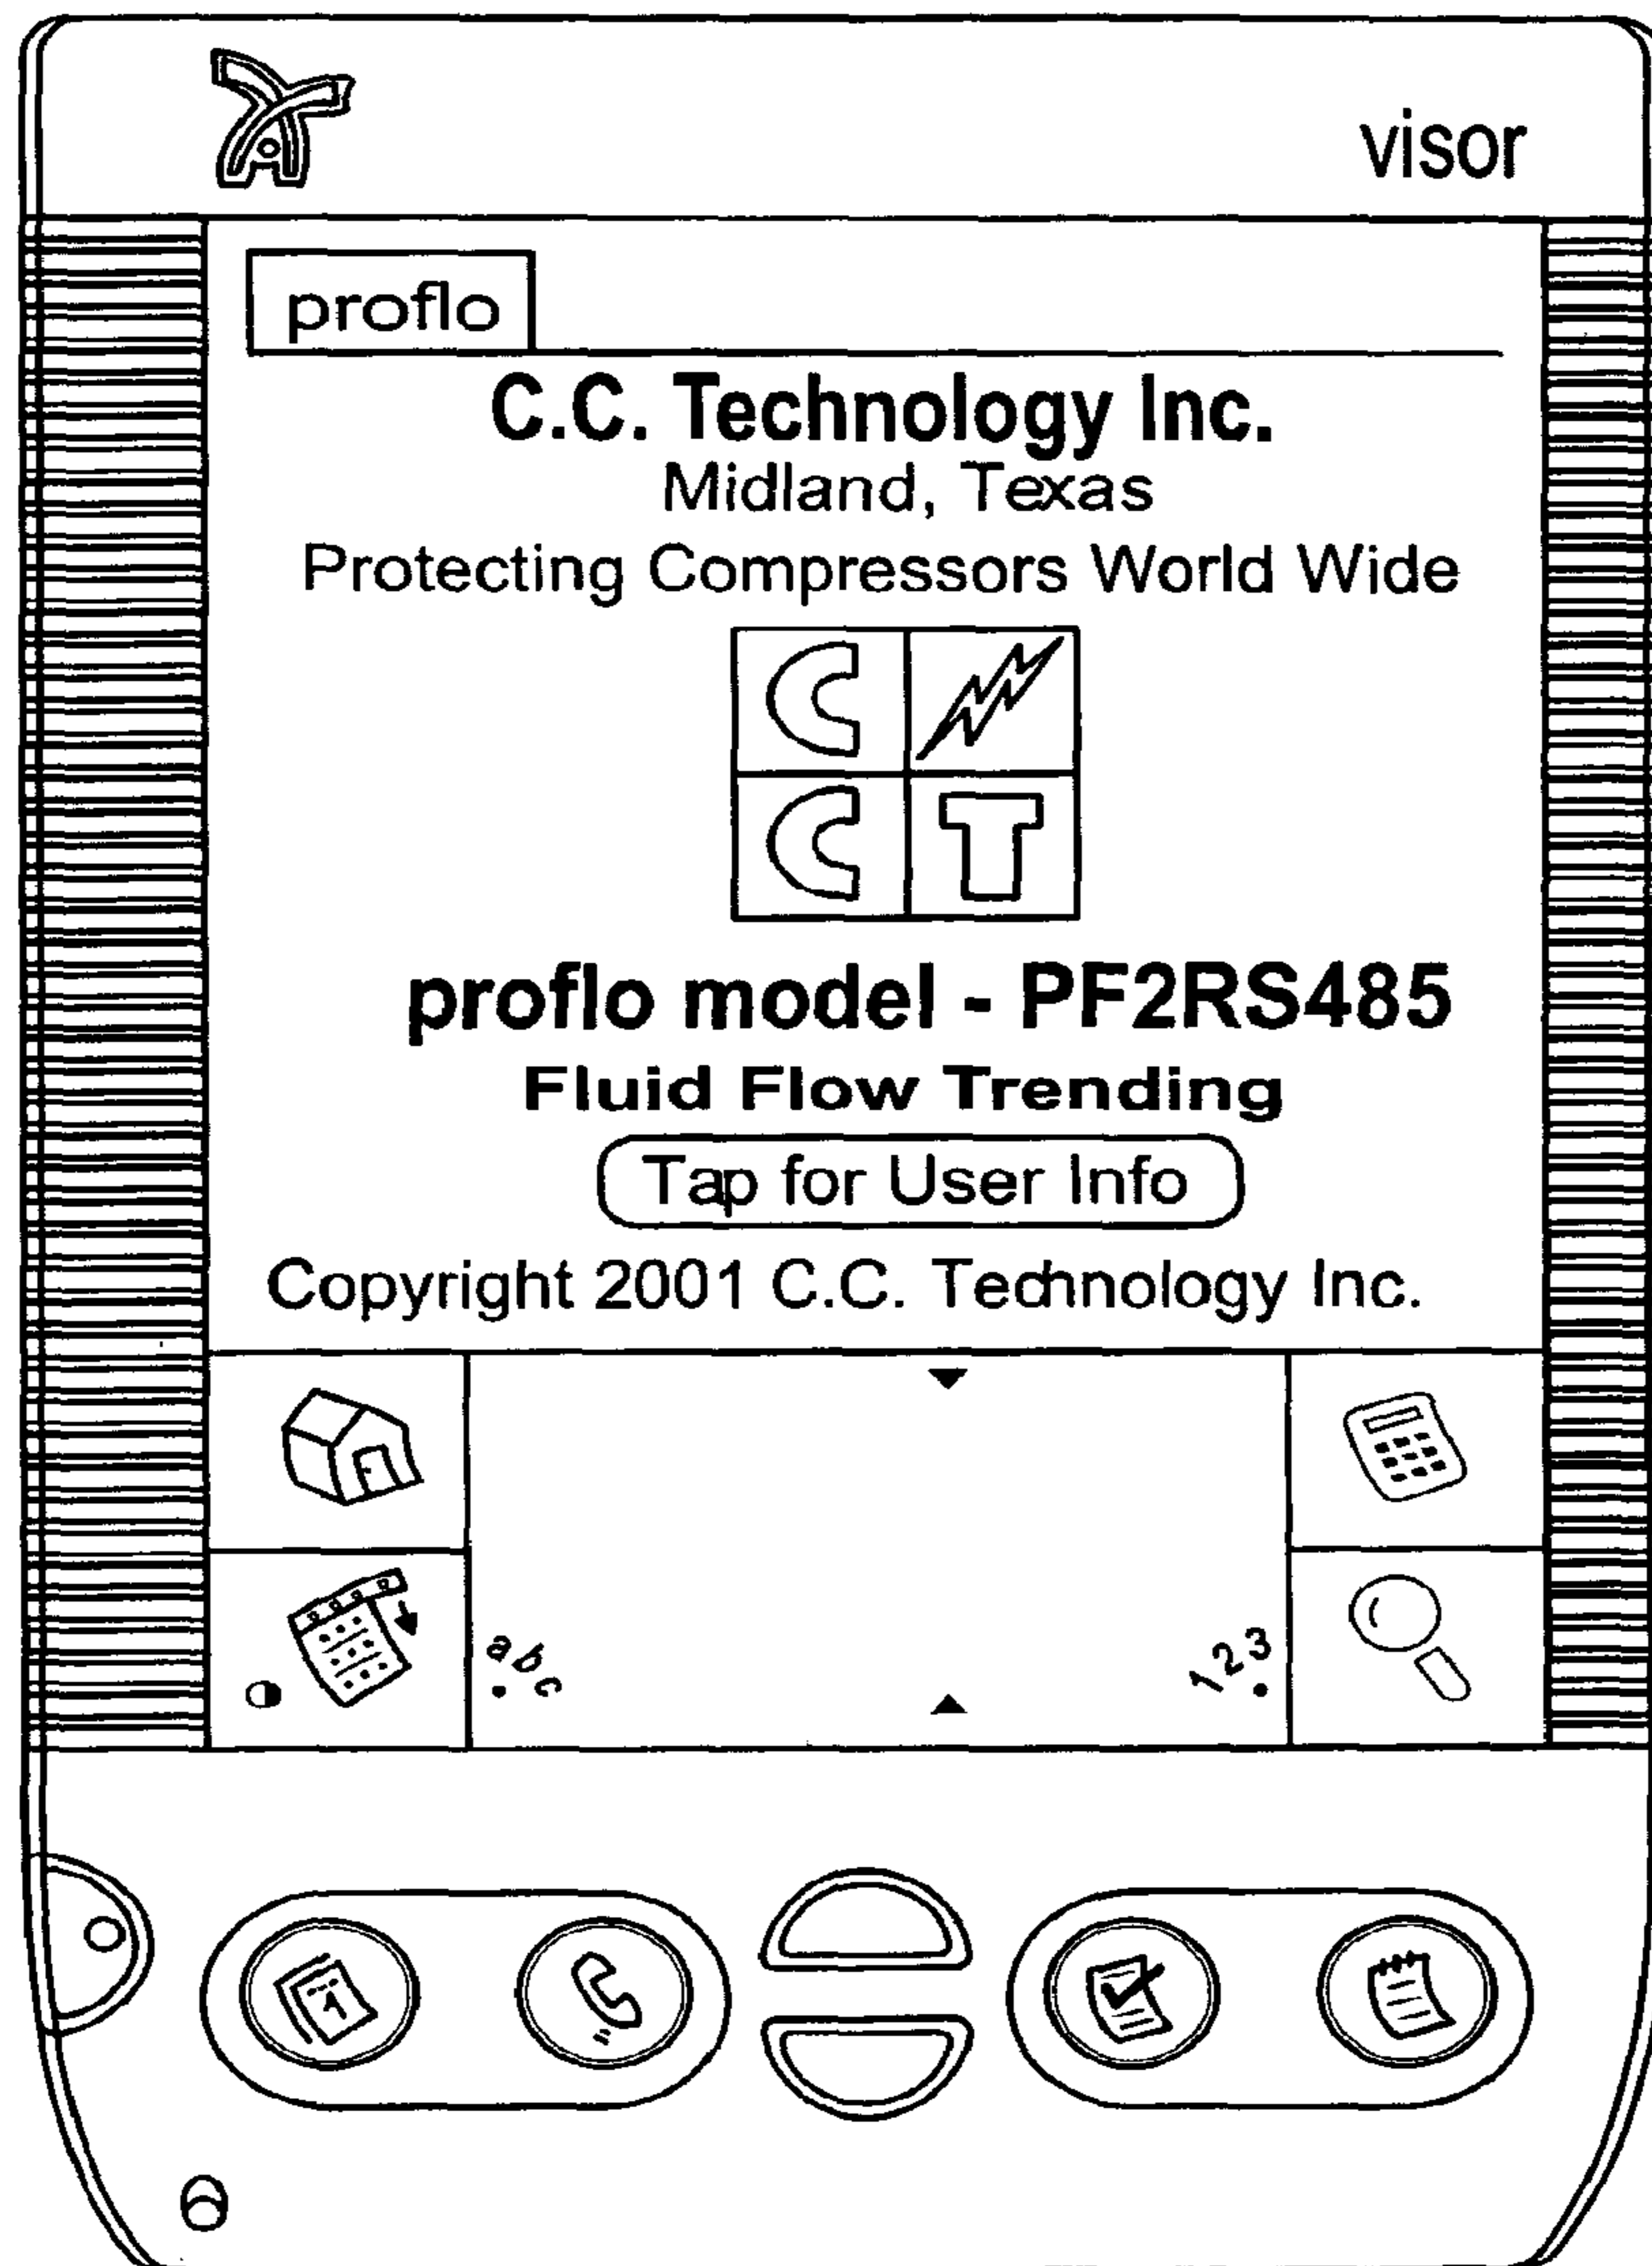 visor
proflo
C.C. Technology Inc.
Midland, Texas
Protecting Compressors World Wide
C
C T
proflo model - PF2RS485
Fluid Flow Trending
Tap for User Info
Copyright 2001 C.C. Technology Inc.
abc 123
1